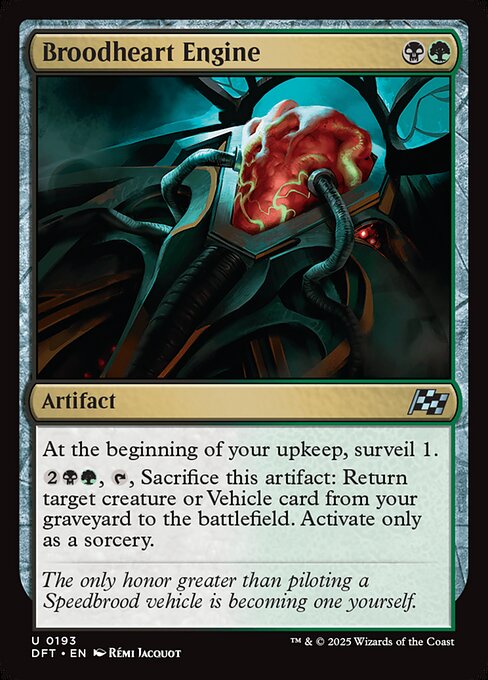 Broodheart Engine
Artifact
At the beginning of your upkeep, surveil 1.
2, , Sacrifice this artifact: Return
target creature or Vehicle card from your
graveyard to the battlefield. Activate only
as a sorcery.
The only honor greater than piloting a
Speedbrood vehicle is becoming one yourself.
U 0193
DFT • EN Rémi Jacquot
™ & © 2025 Wizards of the Coast